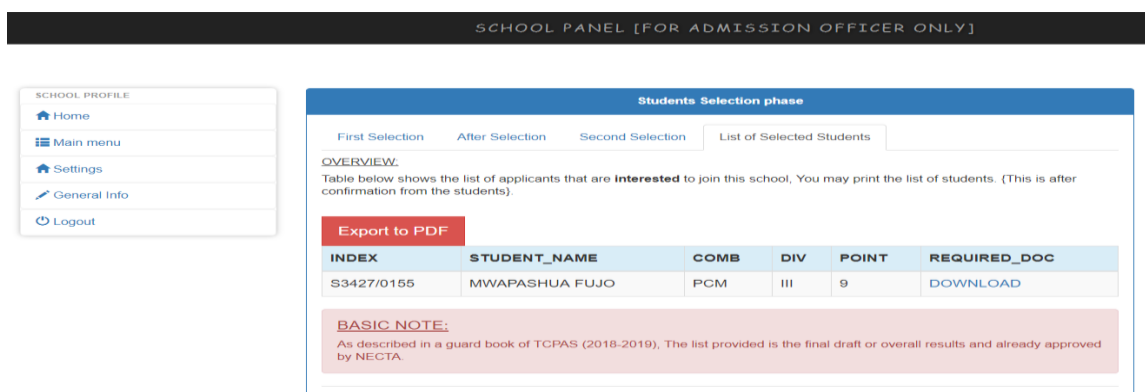 SCHOOL PANEL [FOR ADMISSION OFFICER ONLY]
SCHOOL PROFILE
Home
Main menu
Settings
General Info
Logout
Students Selection phase
First Selection After Selection Second Selection List of Selected Students
OVERVIEW:
Table below shows the list of applicants that are interested to join this school, You may print the list of students. {This is after
confirmation from the students}.
Export to PDF
INDEX STUDENT_NAME COMB DIV POINT REQUIRED_DOC
S3427/0155 MWAPASHUA FUJO PCM III 9 DOWNLOAD
BASIC NOTE:
As described in a guard book of TCPAS (2018-2019), The list provided is the final draft or overall results and already approved
by NECTA.